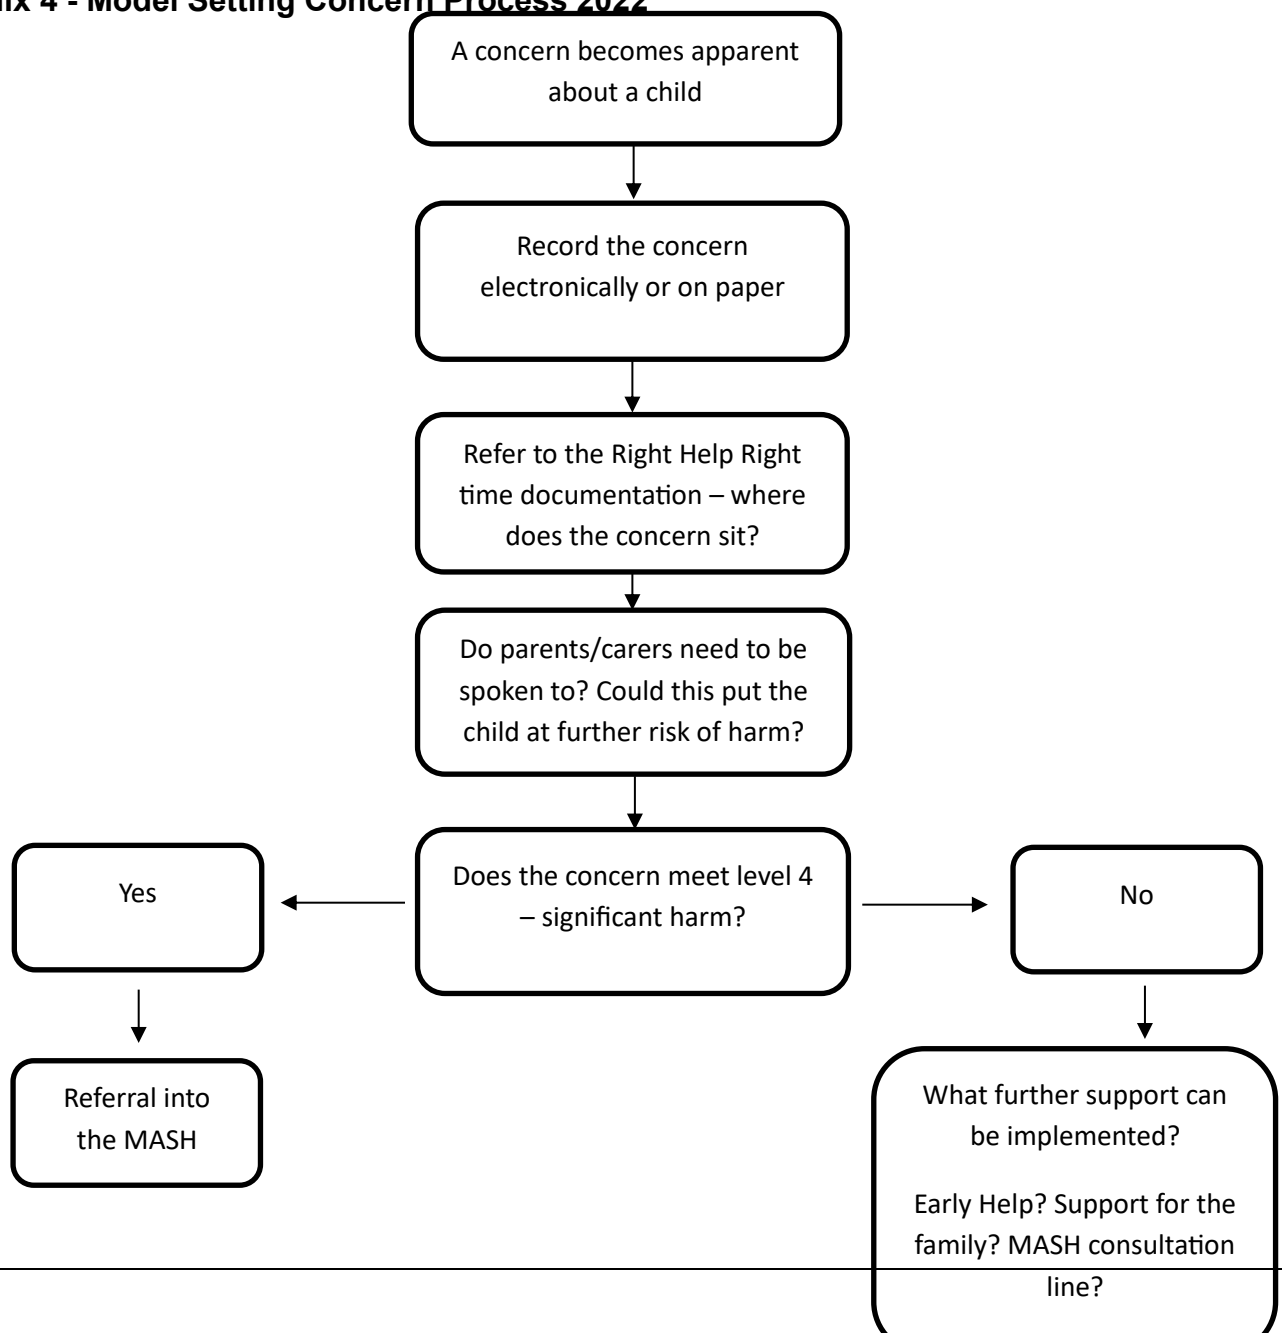 ix 4 - Model Setting Concern Process 2022
A concern becomes apparent
about a child
Record the concern
electronically or on paper
Refer to the Right Help Right
time documentation – where
does the concern sit?
Do parents/carers need to be
spoken to? Could this put the
child at further risk of harm?
Does the concern meet level 4
– significant harm?
Yes
No
Referral into
the MASH
What further support can
be implemented?
Early Help? Support for the
family? MASH consultation
line?